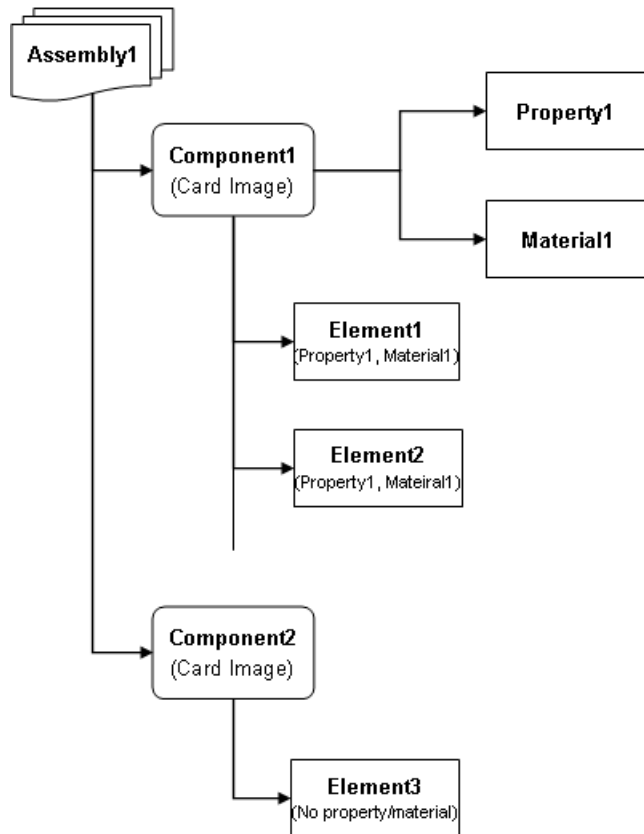 Assembly1
Component1
(Card Image)
Property1
Material1
Element1
(Property1, Material1)
Element2
(Property1, Mateiral1)
Component2
(Card Image)
Element3
(No property/material)